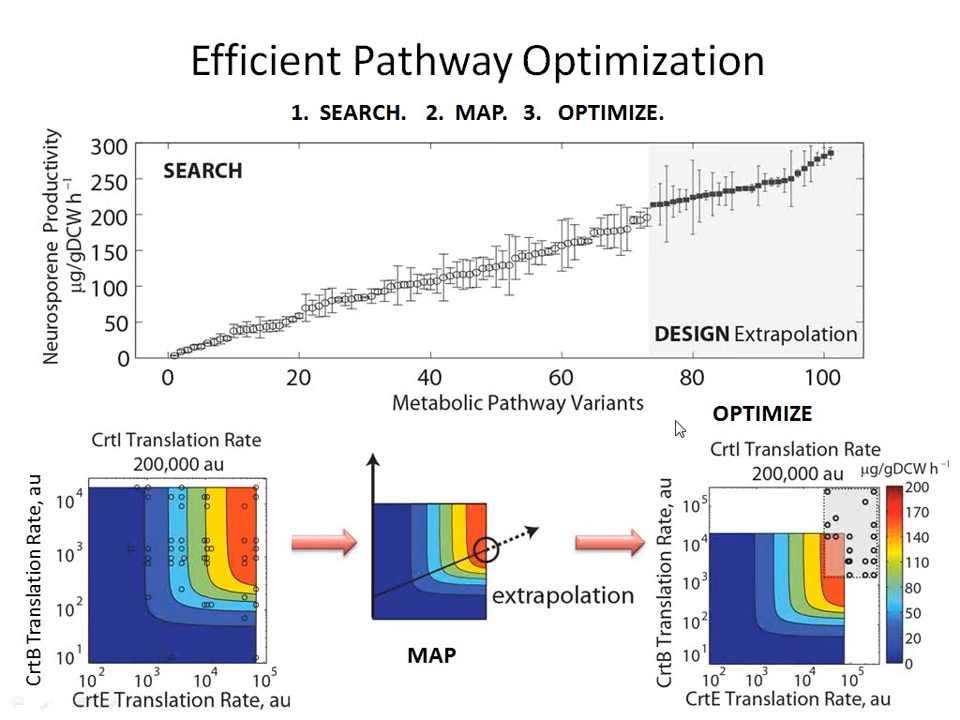 Efficient Pathway Optimization
1. SEARCH. 2. MAP. 3. OPTIMIZE.
Neurosporene Productivity
μg/gDCW h⁻¹
300
250
200
150
100
50
0
SEARCH
DESIGN Extrapolation
0 20 40 60 80 100
Metabolic Pathway Variants
OPTIMIZE
CrtI Translation Rate
200,000 au
CrtB Translation Rate, au
10⁴
10³
10²
10¹
10² 10³ 10⁴ 10⁵
CrtE Translation Rate, au
extrapolation
MAP
CrtI Translation Rate
200,000 au
μg/gDCW h⁻¹
CrtB Translation Rate, au
10⁵
10⁴
10³
10²
10¹
10² 10³ 10⁴ 10⁵
CrtE Translation Rate, au
200
170
140
110
80
50
20
0